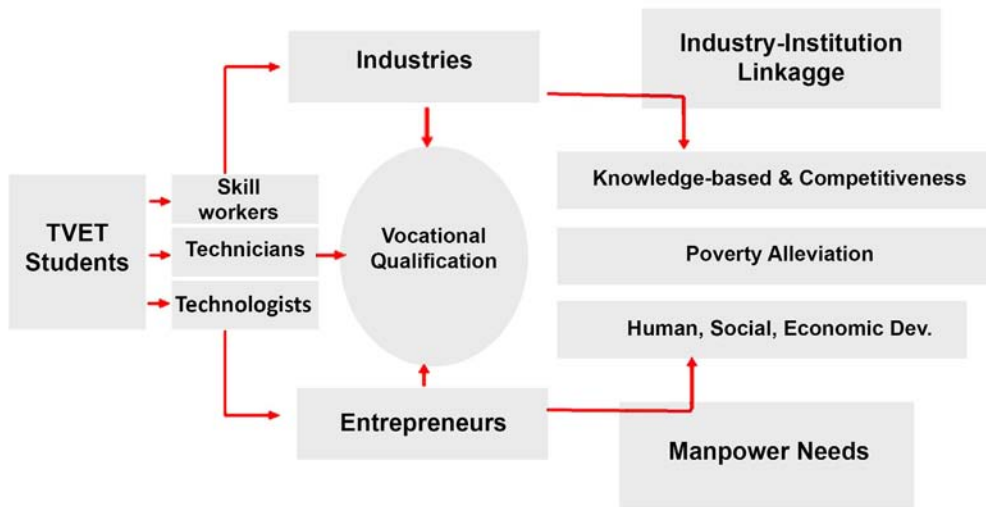 Industries
Industry-Institution
Linkagge
TVET
Students
Skill
workers
Technicians
Technologists
Vocational
Qualification
Knowledge-based & Competitiveness
Poverty Alleviation
Human, Social, Economic Dev.
Entrepreneurs
Manpower Needs